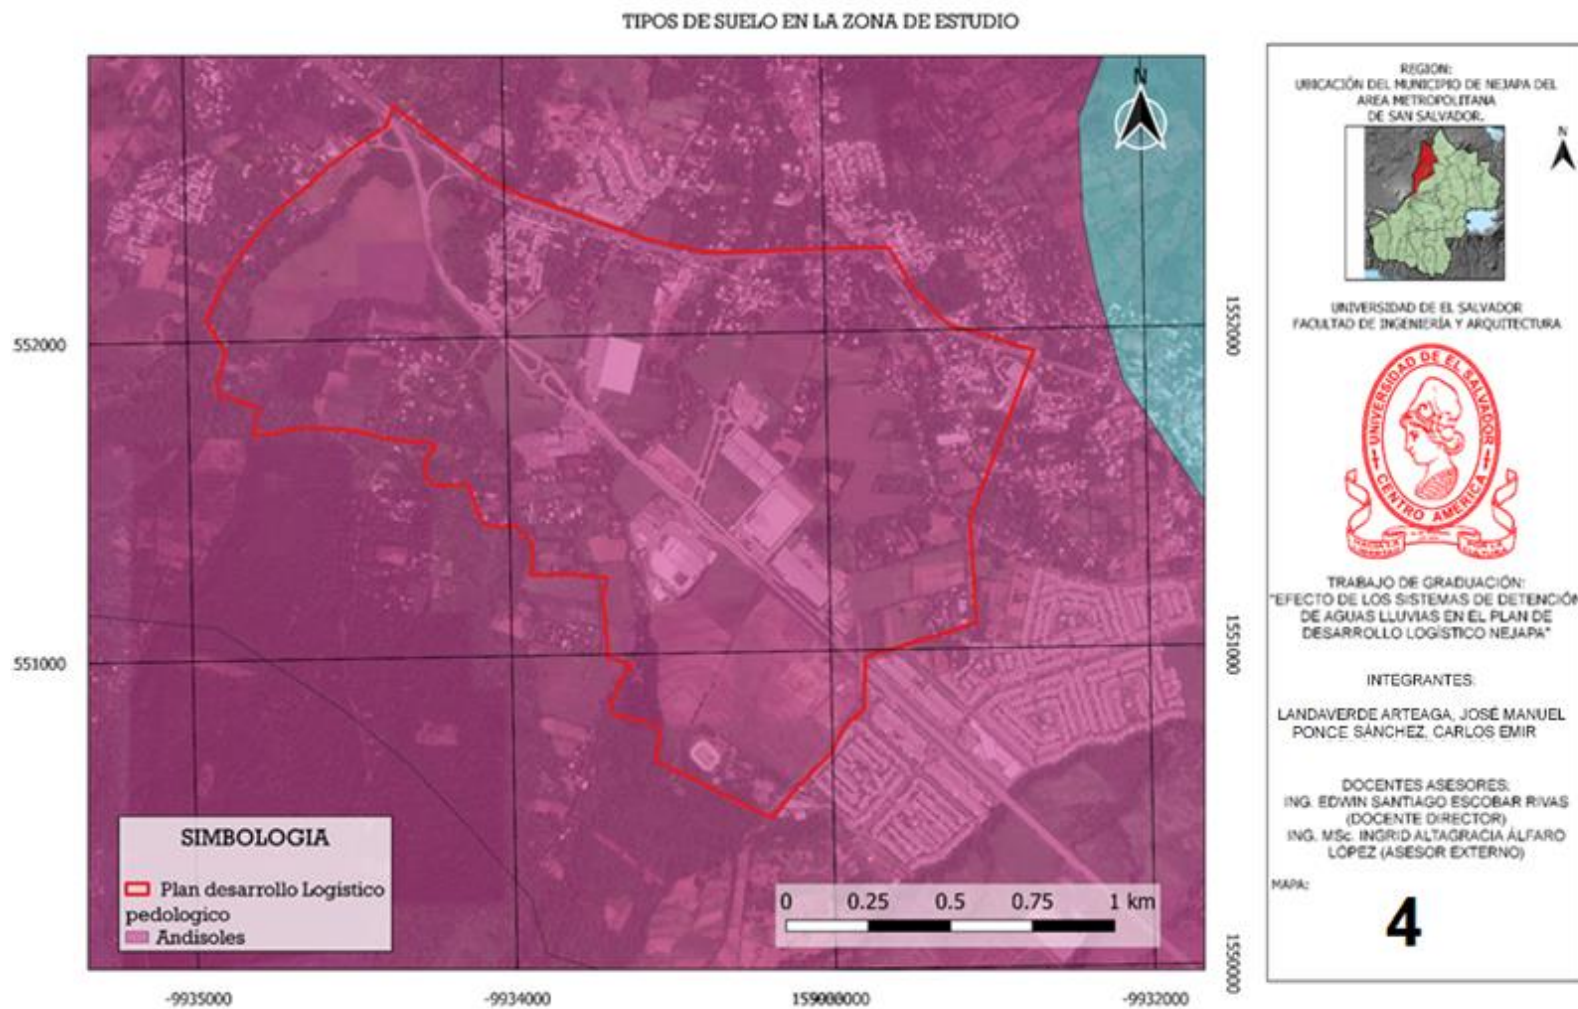 TIPOS DE SUELO EN LA ZONA DE ESTUDIO
N
552000
551000
1552000
1551000
1550000
-9935000
-9934000
-9932000
SIMBOLOGIA
Plan desarrollo Logistico
pedologico
Andisoles
0 0.25 0.5 0.75 1 km
REGION:
UBICACIÓN DEL MUNICIPIO DE NEJAPA DEL
AREA METROPOLITANA
DE SAN SALVADOR.
N
UNIVERSIDAD DE EL SALVADOR
FACULTAD DE INGENIERÍA Y ARQUITECTURA
UNIVERSIDAD DE EL SALVADOR
CENTRO AMÉRICA
TRABAJO DE GRADUACIÓN:
"EFECTO DE LOS SISTEMAS DE DETENCIÓN
DE AGUAS LLUVIAS EN EL PLAN DE
DESARROLLO LOGÍSTICO NEJAPA"
INTEGRANTES:
LANDAVERDE ARTEAGA, JOSÉ MANUEL
PONCE SÁNCHEZ, CARLOS EMIR
DOCENTES ASESORES:
ING. EDWIN SANTIAGO ESCOBAR RIVAS
(DOCENTE DIRECTOR)
ING. MSc. INGRID ALTAGRACIA ÁLFARO
LÓPEZ (ASESOR EXTERNO)
MAPA:
4